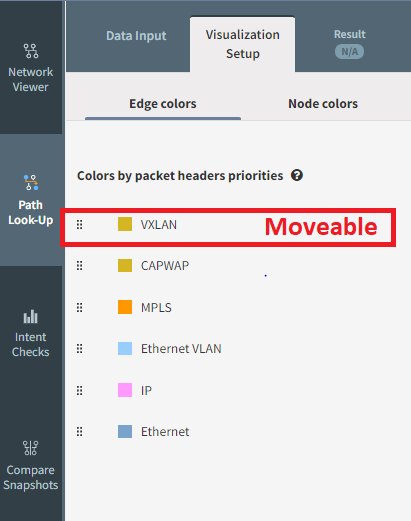 Network
Viewer
Path
Look-Up
Intent
Checks
Compare
Snapshots
Data Input
Visualization
Setup
Result
N/A
Edge colors
Node colors
Colors by packet headers priorities ?
VXLAN
Moveable
CAPWAP
MPLS
Ethernet VLAN
IP
Ethernet